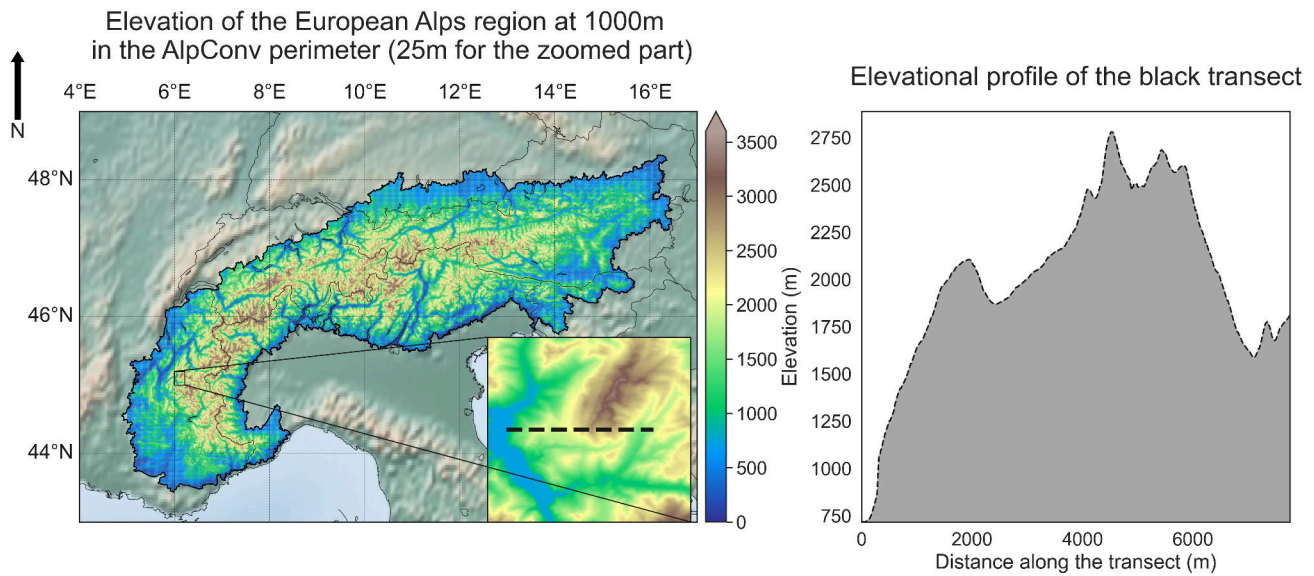 Elevation of the European Alps region at 1000m
in the AlpConv perimeter (25m for the zoomed part)
N
4°E 6°E 8°E 10°E 12°E 14°E 16°E
48°N
46°N
44°N
3500
3000
2500
2000
1500
1000
500
0
Elevation (m)
Elevational profile of the black transect
2750
2500
2250
2000
1750
1500
1250
1000
750
0 2000 4000 6000
Distance along the transect (m)